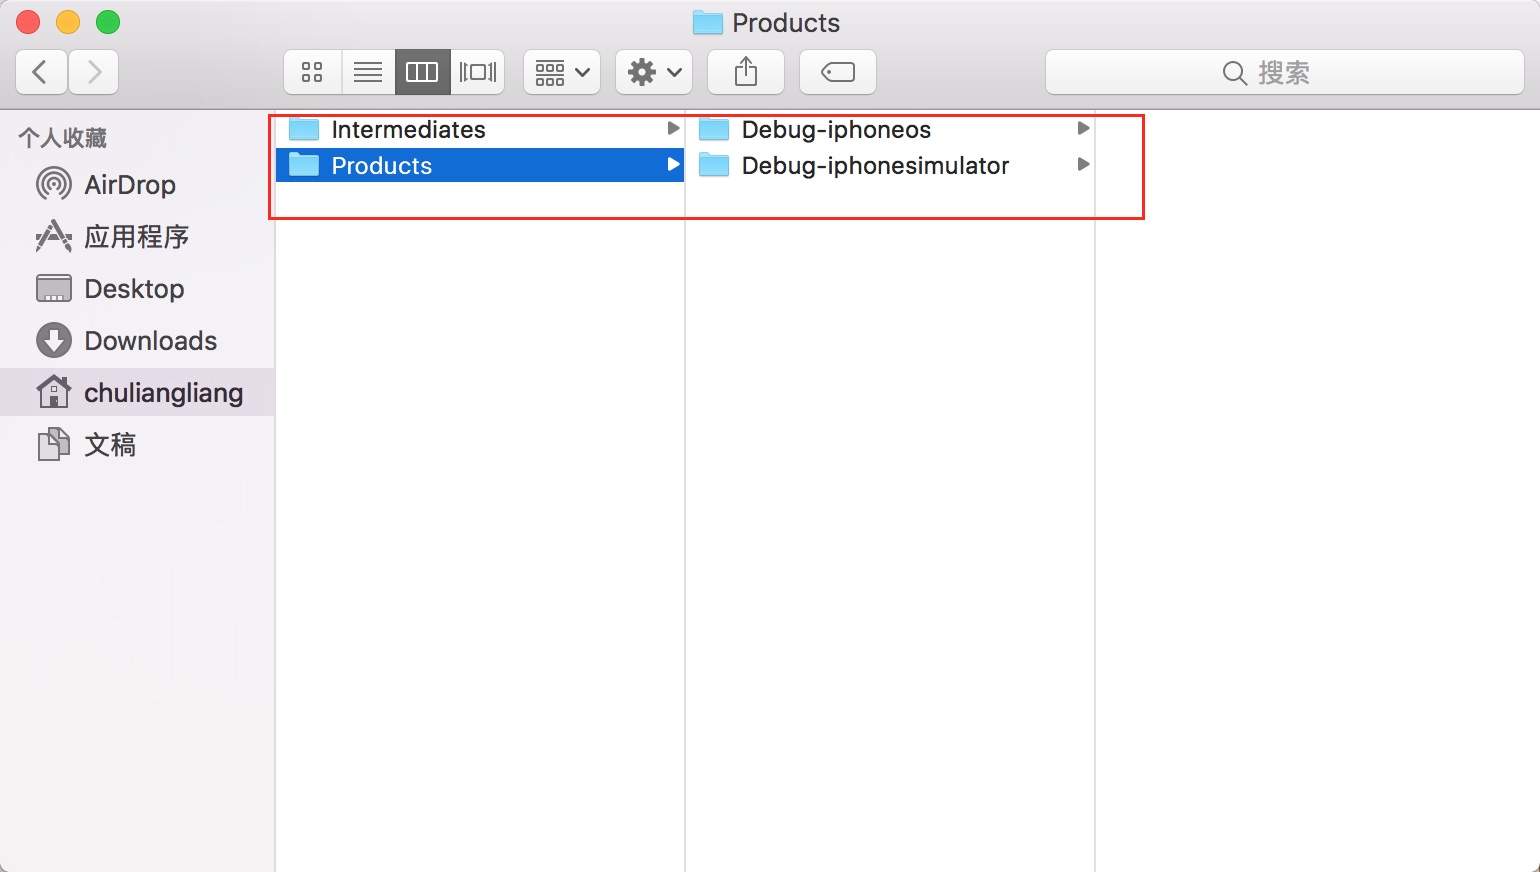 Products
搜索
个人收藏
AirDrop
应用程序
Desktop
Downloads
chuliangliang
文稿
Intermediates
Products
Debug-iphoneos
Debug-iphonesimulator